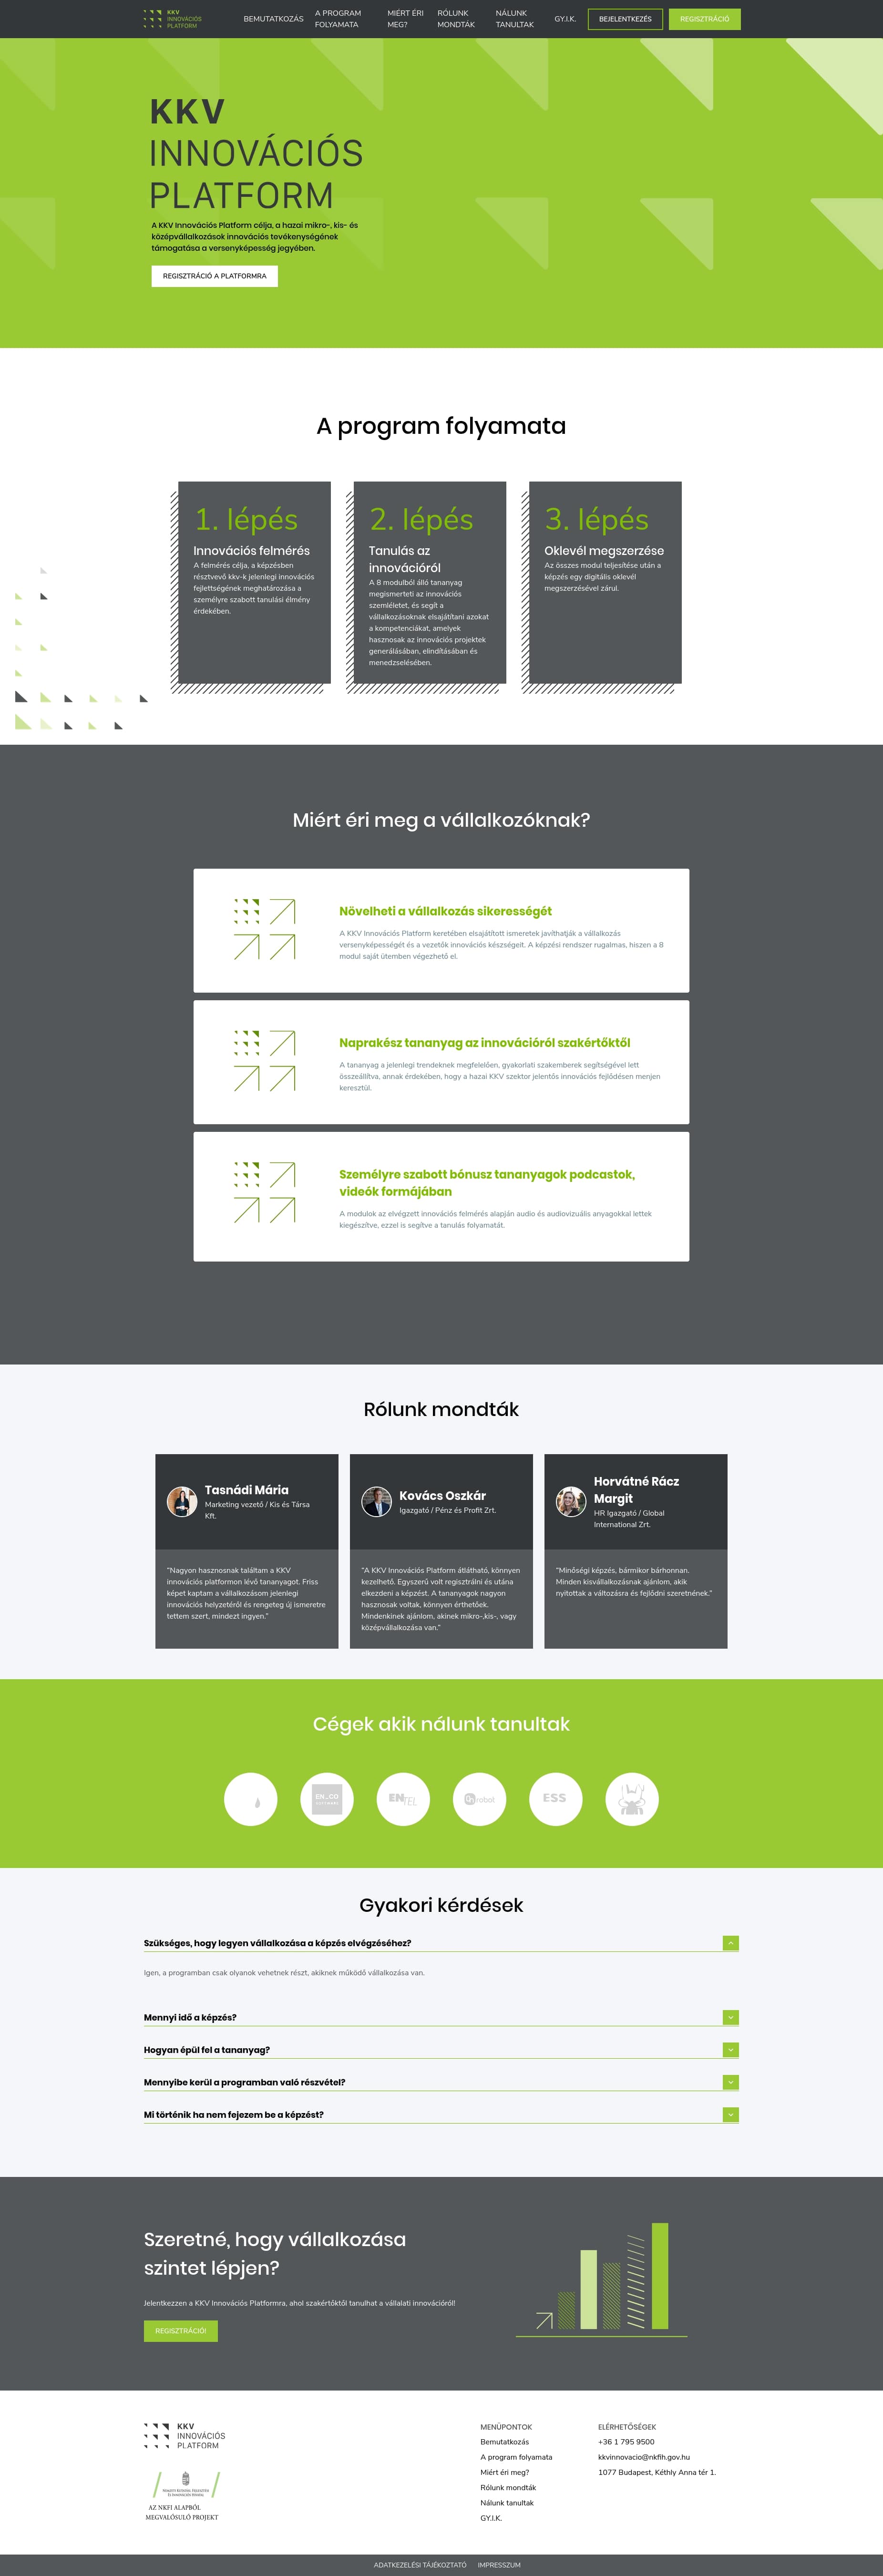 KKV
INNOVÁCIÓS
PLATFORM
BEMUTATKOZÁS
A PROGRAM
FOLYAMATA
MIÉRT ÉRI
MEG?
RÓLUNK
MONDTÁK
NÁLUNK
TANULTAK
GY.I.K.
BEJELENTKEZÉS
REGISZTRÁCIÓ
KKV
INNOVÁCIÓS
PLATFORM
A KKV Innovációs Platform célja, a hazai mikro-, kis- és
középvállalkozások innovációs tevékenységének
támogatása a versenyképesség jegyében.
REGISZTRÁCIÓ A PLATFORMRA
A program folyamata
1. lépés
Innovációs felmérés
A felmérés célja, a képzésben
résztvevő kkv-k jelenlegi innovációs
fejlettségének meghatározása a
személyre szabott tanulási élmény
érdekében.
2. lépés
Tanulás az
innovációról
A 8 modulból álló tananyag
megismerteti az innovációs
szemléletet, és segít a
vállalkozásoknak elsajátítani azokat
a kompetenciákat, amelyek
hasznosak az innovációs projektek
generálásában, elindításában és
menedzselésében.
3. lépés
Oklevél megszerzése
Az összes modul teljesítése után a
képzés egy digitális oklevél
megszerzésével zárul.
Miért éri meg a vállalkozóknak?
Növelheti a vállalkozás sikerességét
A KKV Innovációs Platform keretében elsajátított ismeretek javíthatják a vállalkozás
versenyképességét és a vezetők innovációs készségeit. A képzési rendszer rugalmas, hiszen a 8
modul saját ütemben végezhető el.
Naprakész tananyag az innovációról szakértőktől
A tananyag a jelenlegi trendeknek megfelelően, gyakorlati szakemberek segítségével lett
összeállítva, annak érdekében, hogy a hazai KKV szektor jelentős innovációs fejlődésen menjen
keresztül.
Személyre szabott bónusz tananyagok podcastok,
videók formájában
A modulok az elvégzett innovációs felmérés alapján audio és audiovizuális anyagokkal lettek
kiegészítve, ezzel is segítve a tanulás folyamatát.
Rólunk mondták
Tasnádi Mária
Marketing vezető / Kis és Társa
Kft.
"Nagyon hasznosnak találtam a KKV
innovációs platformon lévő tananyagot. Friss
képet kaptam a vállalkozásom jelenlegi
innovációs helyzetéről és rengeteg új ismeretre
tettem szert, mindezt ingyen."
Kovács Oszkár
Igazgató / Pénz és Profit Zrt.
"A KKV Innovációs Platform átlátható, könnyen
kezelhető. Egyszerű volt regisztrálni és utána
elkezdeni a képzést. A tananyagok nagyon
hasznosak voltak, könnyen érthetőek.
Mindenkinek ajánlom, akinek mikro-,kis-, vagy
középvállalkozása van."
Horvátné Rácz
Margit
HR Igazgató / Global
International Zrt.
"Minőségi képzés, bármikor bárhonnan.
Minden kisvállalkozásnak ajánlom, akik
nyitottak a változásra és fejlődni szeretnének."
Cégek akik nálunk tanultak
EN_CO
SOFTWARE
ENTEL
robot
ESS
Gyakori kérdések
Szükséges, hogy legyen vállalkozása a képzés elvégzéséhez?
Igen, a programban csak olyanok vehetnek részt, akiknek működő vállalkozása van.
Mennyi idő a képzés?
Hogyan épül fel a tananyag?
Mennyibe kerül a programban való részvétel?
Mi történik ha nem fejezem be a képzést?
Szeretné, hogy vállalkozása
szintet lépjen?
Jelentkezzen a KKV Innovációs Platformra, ahol szakértőktől tanulhat a vállalati innovációról!
REGISZTRÁCIÓ!
KKV
INNOVÁCIÓS
PLATFORM
NEMZETI KUTATÁSI, FEJLESZTÉSI
ÉS INNOVÁCIÓS HIVATAL
AZ NKFI ALAPBÓL
MEGVALÓSULÓ PROJEKT
MENÜPONTOK
Bemutatkozás
A program folyamata
Miért éri meg?
Rólunk mondták
Nálunk tanultak
GY.I.K.
ELÉRHETŐSÉGEK
+36 1 795 9500
kkvinnovacio@nkfih.gov.hu
1077 Budapest, Kéthly Anna tér 1.
ADATKEZELÉSI TÁJÉKOZTATÓ
IMPRESSZUM